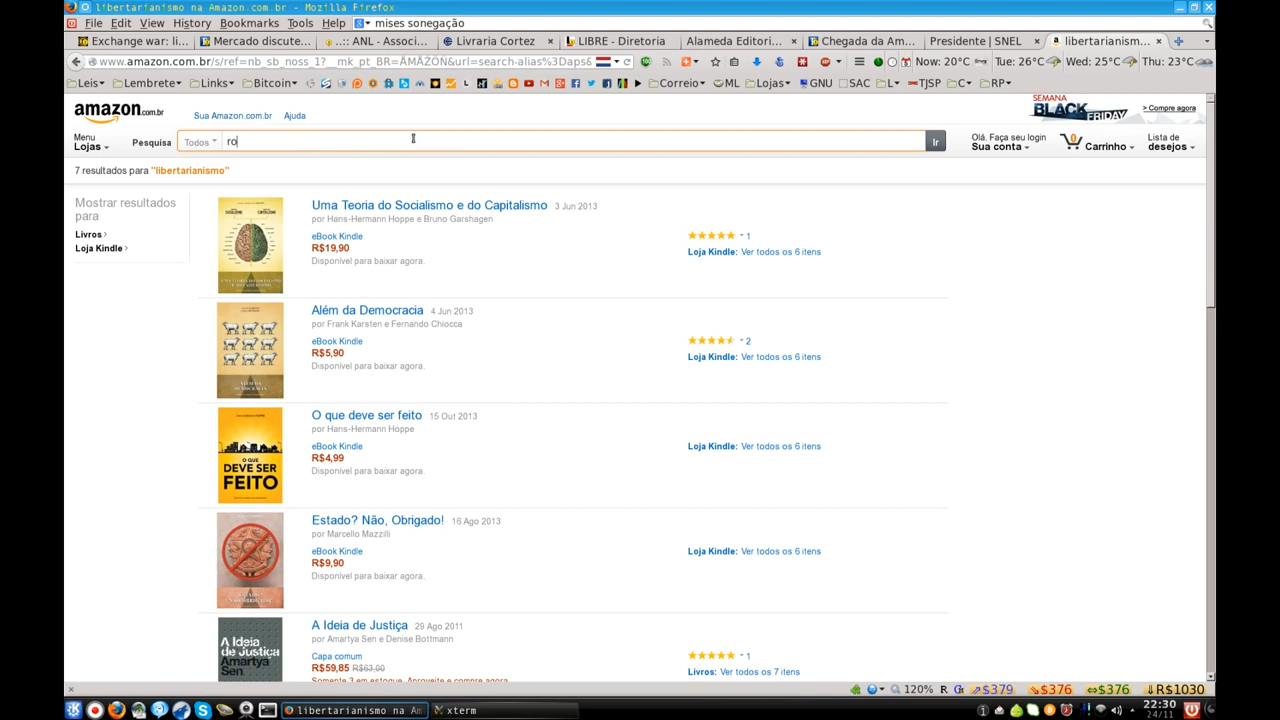 libertarianismo na Amazon.com.br - Mozilla Firefox
File Edit View History Bookmarks Tools Help mises sonegação
Exchange war: li... Mercado discute... .::: ANL - Associ... Livraria Cortez LIBRE - Diretoria Alameda Editori... Chegada da Am... Presidente | SNEL libertarianism...
www.amazon.com.br/s/ref=nb_sb_noss_1?__mk_pt_BR=ÅMÅŽÕÑ&url=search-alias%3Daps& Now: 20°C Tue: 26°C Wed: 25°C Thu: 23°C
Leis Lembrete Links Bitcoin Correio ML Lojas GNU SAC L TJSP C RP
amazon.com.br Sua Amazon.com.br Ajuda SEMANA BLACK FRIDAY > Compre agora
Menu Lojas Pesquisa Todos ro Ir Olá. Faça seu login Sua conta 0 Carrinho Lista de desejos
7 resultados para "libertarianismo"
Mostrar resultados para
Livros
Loja Kindle
Uma Teoria do Socialismo e do Capitalismo 3 Jun 2013
por Hans-Hermann Hoppe e Bruno Garshagen
eBook Kindle 1
R$19,90 Loja Kindle: Ver todos os 6 itens
Disponível para baixar agora.
Além da Democracia 4 Jun 2013
por Frank Karsten e Fernando Chiocca
eBook Kindle 2
R$5,90 Loja Kindle: Ver todos os 6 itens
Disponível para baixar agora.
O que deve ser feito 15 Out 2013
por Hans-Hermann Hoppe
eBook Kindle Loja Kindle: Ver todos os 6 itens
R$4,99
Disponível para baixar agora.
O QUE
DEVE SER
FEITO
Estado? Não, Obrigado! 16 Ago 2013
por Marcello Mazzilli
eBook Kindle Loja Kindle: Ver todos os 6 itens
R$9,90
Disponível para baixar agora.
A Ideia de Justiça 29 Ago 2011
por Amartya Sen e Denise Bottmann
Capa comum 1
R$59,85 R$63,00 Livros: Ver todos os 7 itens
Somente 3 em estoque. Aproveite e compre agora
A Ideia
de Justiça
Amartya
Sen
120% R $379 $376 $376 R$1030
libertarianismo na Am xterm 22:30
24/11